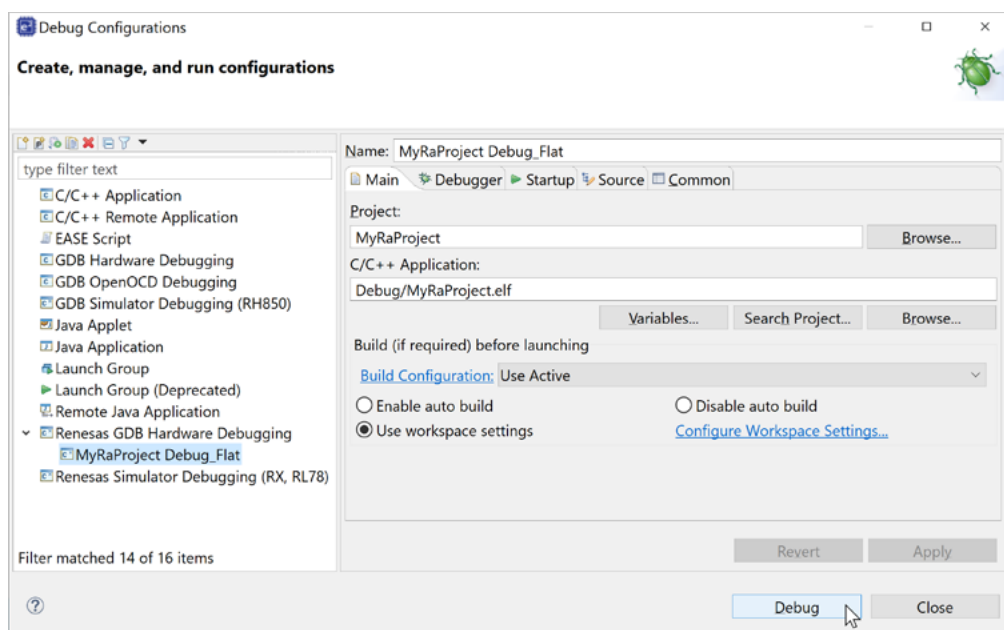 Debug Configurations
Create, manage, and run configurations
type filter text
C/C++ Application
C/C++ Remote Application
EASE Script
GDB Hardware Debugging
GDB OpenOCD Debugging
GDB Simulator Debugging (RH850)
Java Applet
Java Application
Launch Group
Launch Group (Deprecated)
Remote Java Application
Renesas GDB Hardware Debugging
MyRaProject Debug_Flat
Renesas Simulator Debugging (RX, RL78)
Filter matched 14 of 16 items
Name: MyRaProject Debug_Flat
Main Debugger Startup Source Common
Project:
MyRaProject Browse...
C/C++ Application:
Debug/MyRaProject.elf
Variables... Search Project... Browse...
Build (if required) before launching
Build Configuration: Use Active
Enable auto build Disable auto build
Use workspace settings Configure Workspace Settings...
Revert Apply
? Debug Close